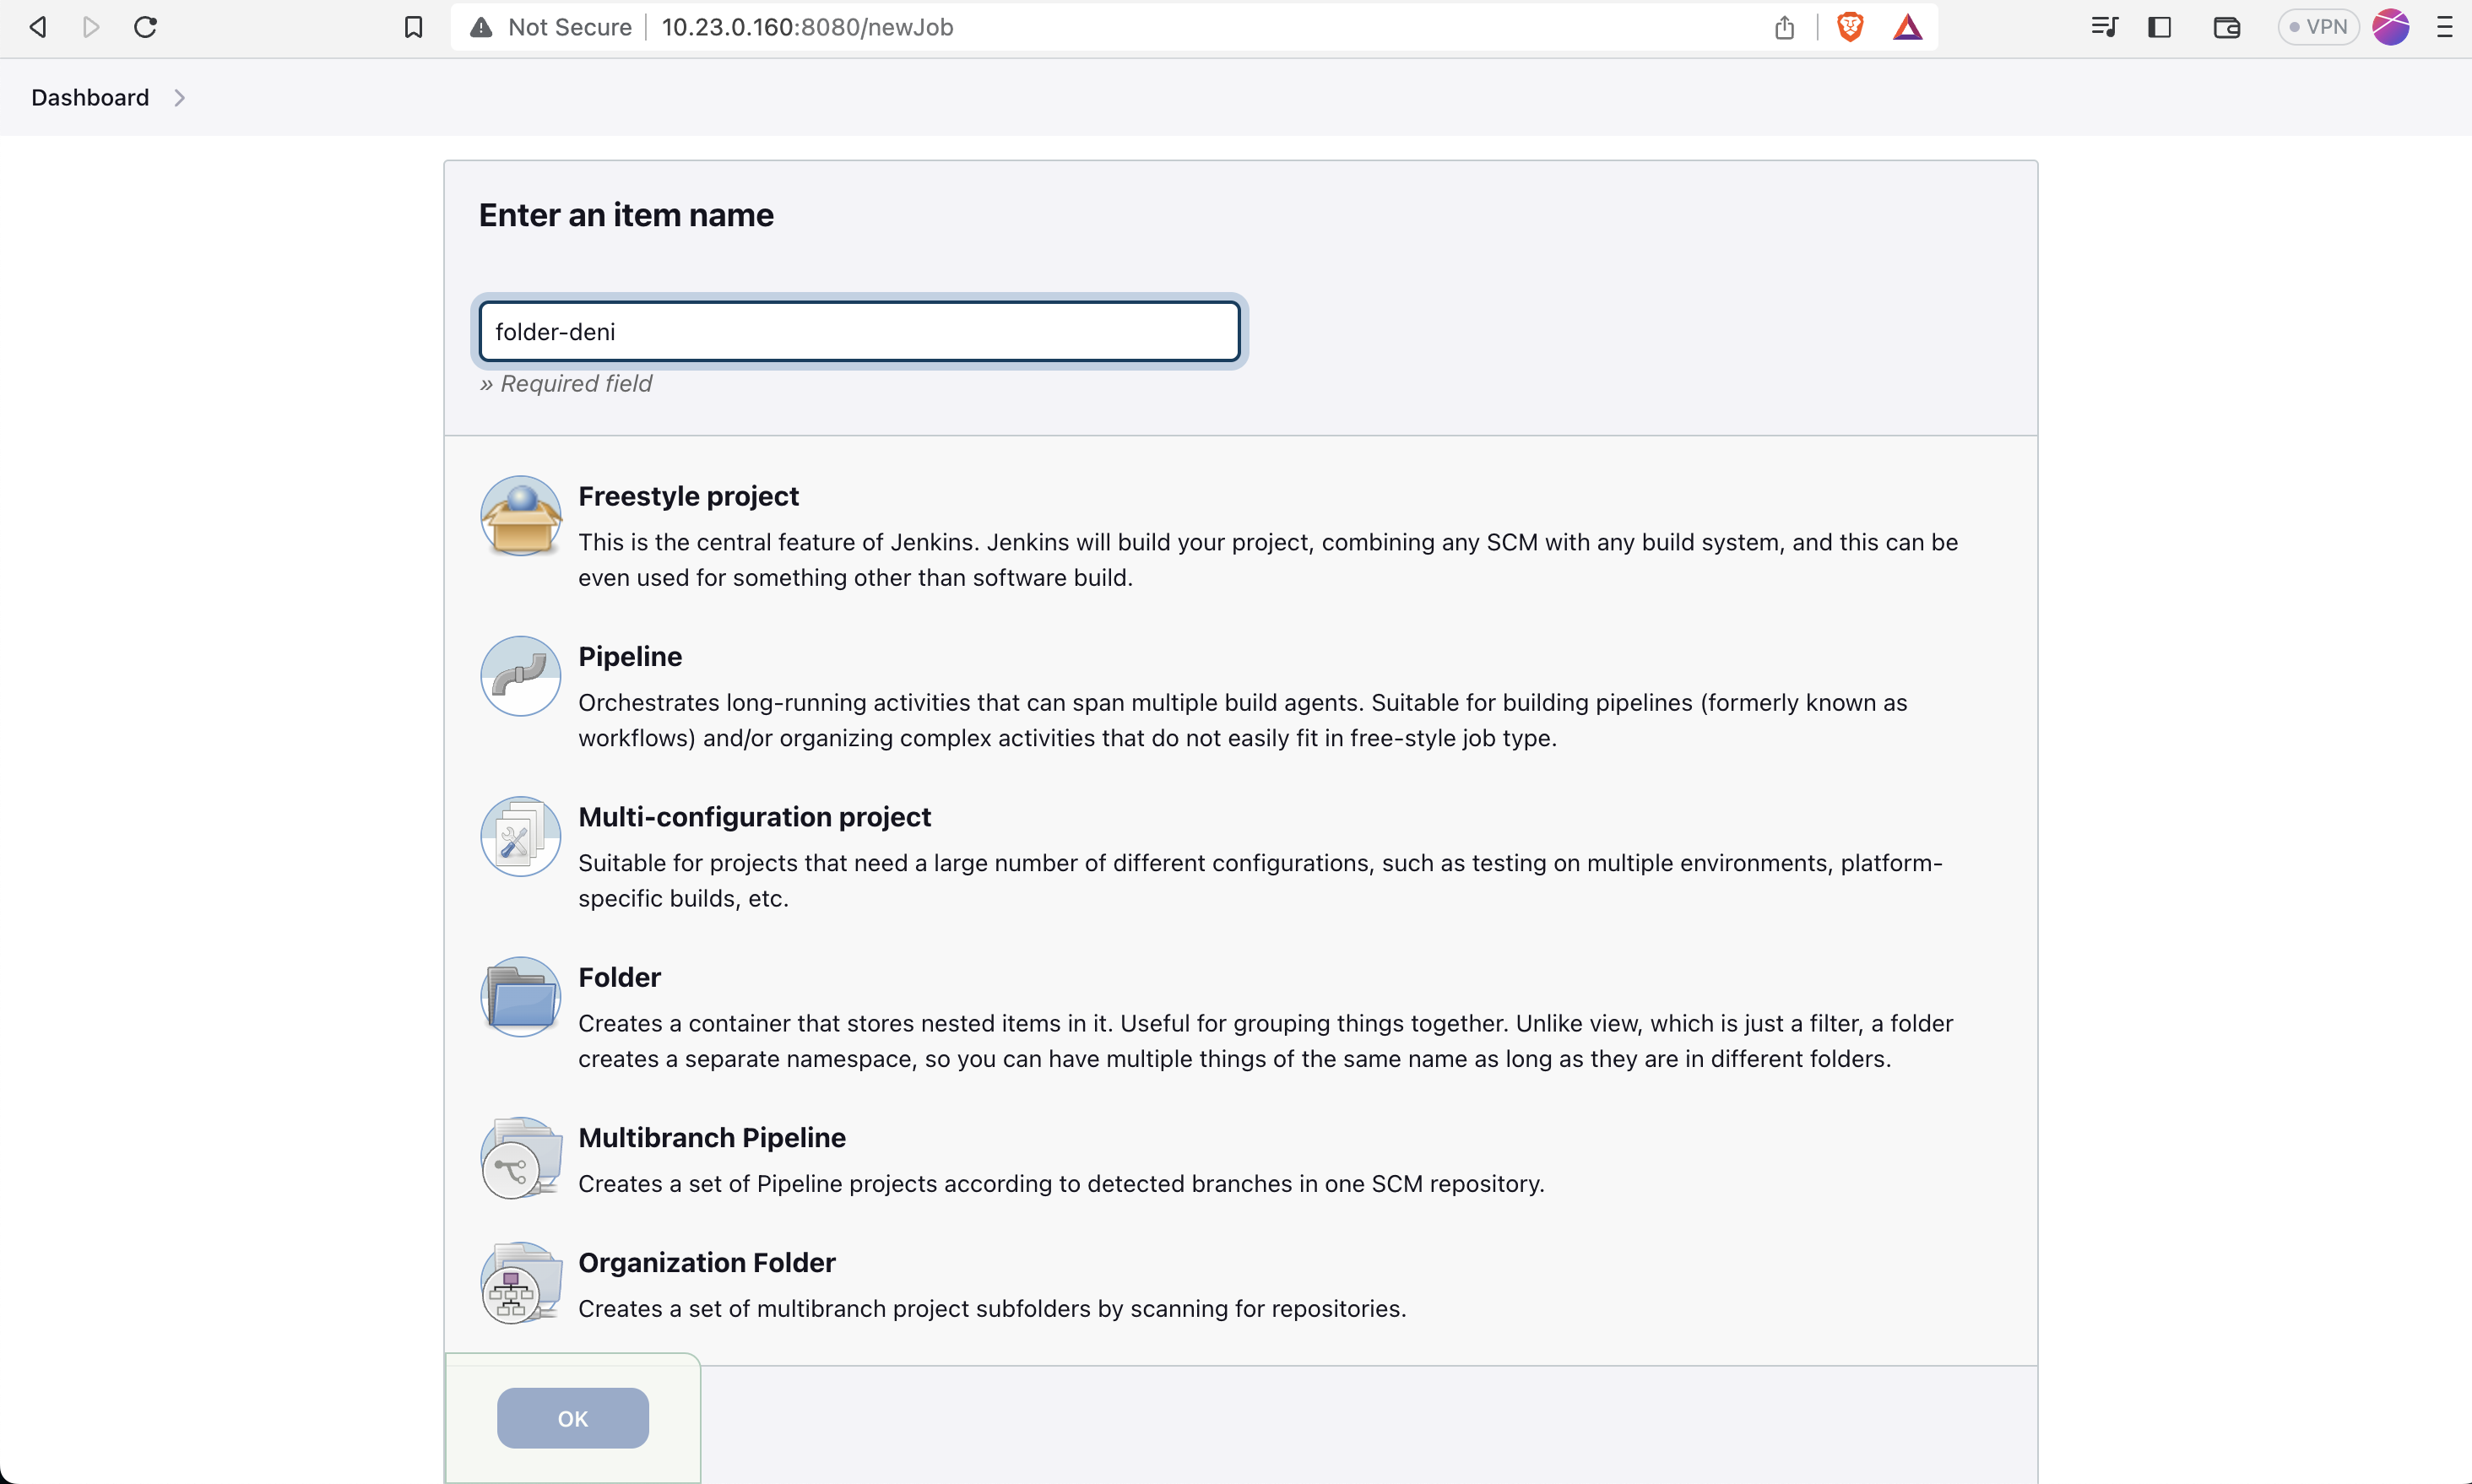 Not Secure 10.23.0.160:8080/newJob
VPN
Dashboard
Enter an item name
folder-deni
» Required field
Freestyle project
This is the central feature of Jenkins. Jenkins will build your project, combining any SCM with any build system, and this can be
even used for something other than software build.
Pipeline
Orchestrates long-running activities that can span multiple build agents. Suitable for building pipelines (formerly known as
workflows) and/or organizing complex activities that do not easily fit in free-style job type.
Multi-configuration project
Suitable for projects that need a large number of different configurations, such as testing on multiple environments, platform-
specific builds, etc.
Folder
Creates a container that stores nested items in it. Useful for grouping things together. Unlike view, which is just a filter, a folder
creates a separate namespace, so you can have multiple things of the same name as long as they are in different folders.
Multibranch Pipeline
Creates a set of Pipeline projects according to detected branches in one SCM repository.
Organization Folder
Creates a set of multibranch project subfolders by scanning for repositories.
OK